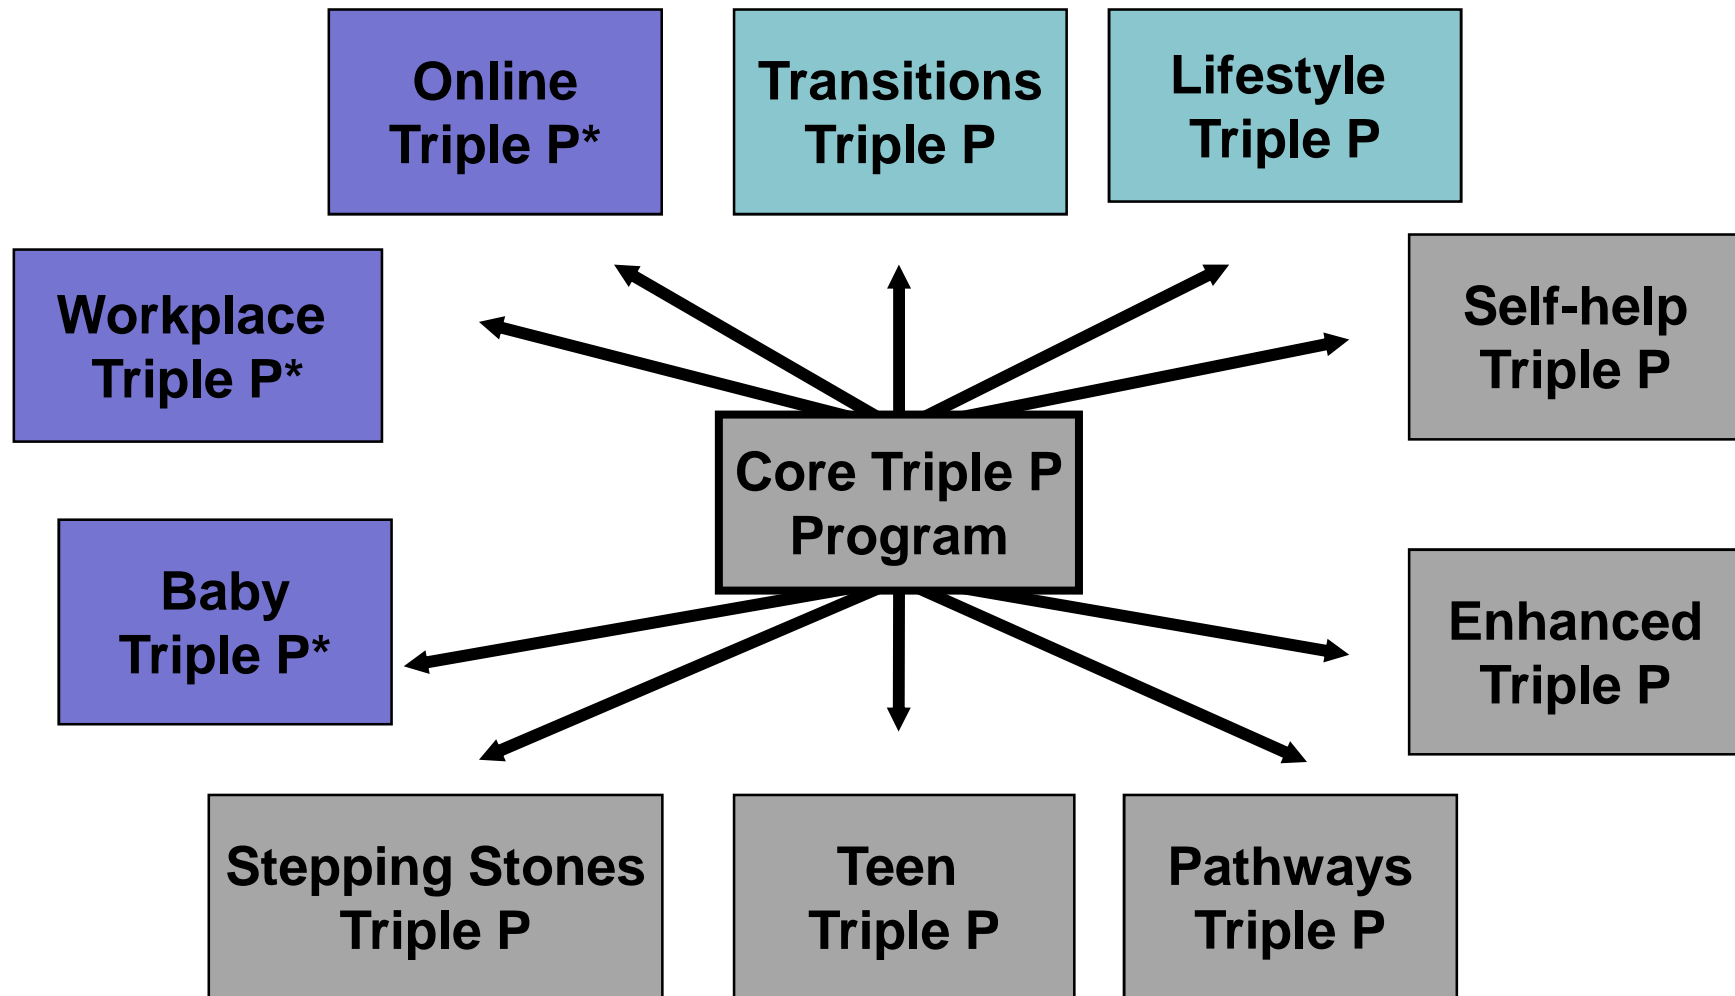 Online
Triple P*
Transitions
Triple P
Lifestyle
Triple P
Workplace
Triple P*
Self-help
Triple P
Core Triple P
Program
Baby
Triple P*
Enhanced
Triple P
Stepping Stones
Triple P
Teen
Triple P
Pathways
Triple P